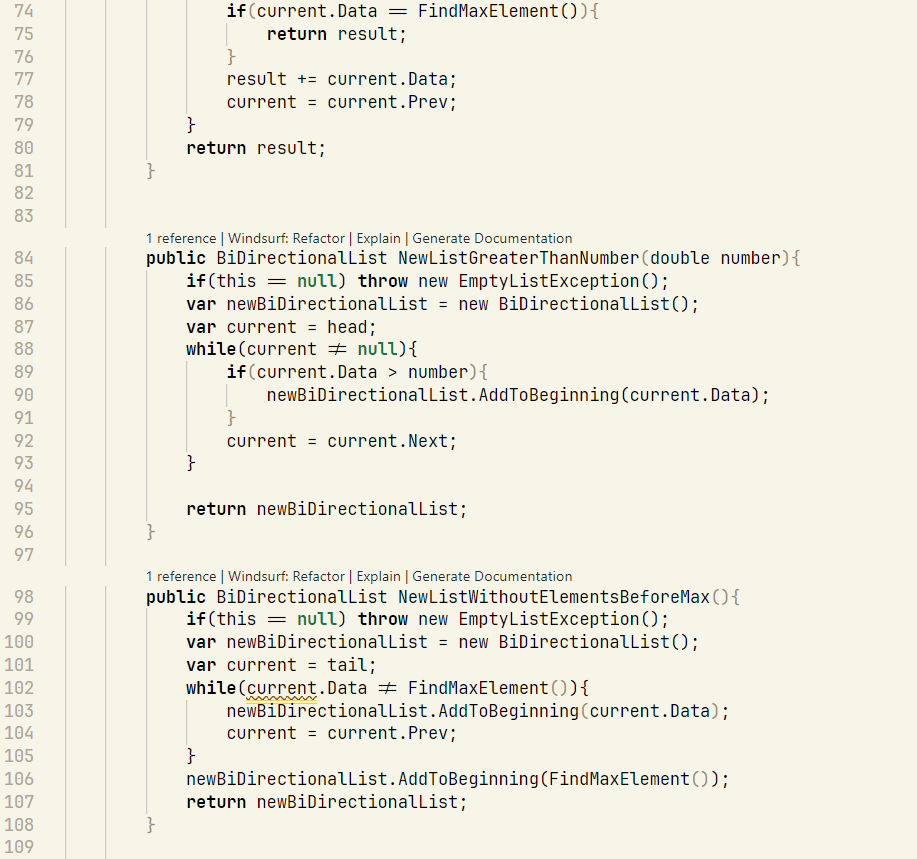 74 if(current.Data == FindMaxElement()){
75 return result;
76 }
77 result += current.Data;
78 current = current.Prev;
79 }
80 return result;
81 }
82
83
1 reference | Windsurf: Refactor | Explain | Generate Documentation
84 public BiDirectionalList NewListGreaterThanNumber(double number){
85 if(this == null) throw new EmptyListException();
86 var newBiDirectionalList = new BiDirectionalList();
87 var current = head;
88 while(current != null){
89 if(current.Data > number){
90 newBiDirectionalList.AddToBeginning(current.Data);
91 }
92 current = current.Next;
93 }
94
95 return newBiDirectionalList;
96 }
97
1 reference | Windsurf: Refactor | Explain | Generate Documentation
98 public BiDirectionalList NewListWithoutElementsBeforeMax(){
99 if(this == null) throw new EmptyListException();
100 var newBiDirectionalList = new BiDirectionalList();
101 var current = tail;
102 while(current.Data != FindMaxElement()){
103 newBiDirectionalList.AddToBeginning(current.Data);
104 current = current.Prev;
105 }
106 newBiDirectionalList.AddToBeginning(FindMaxElement());
107 return newBiDirectionalList;
108 }
109